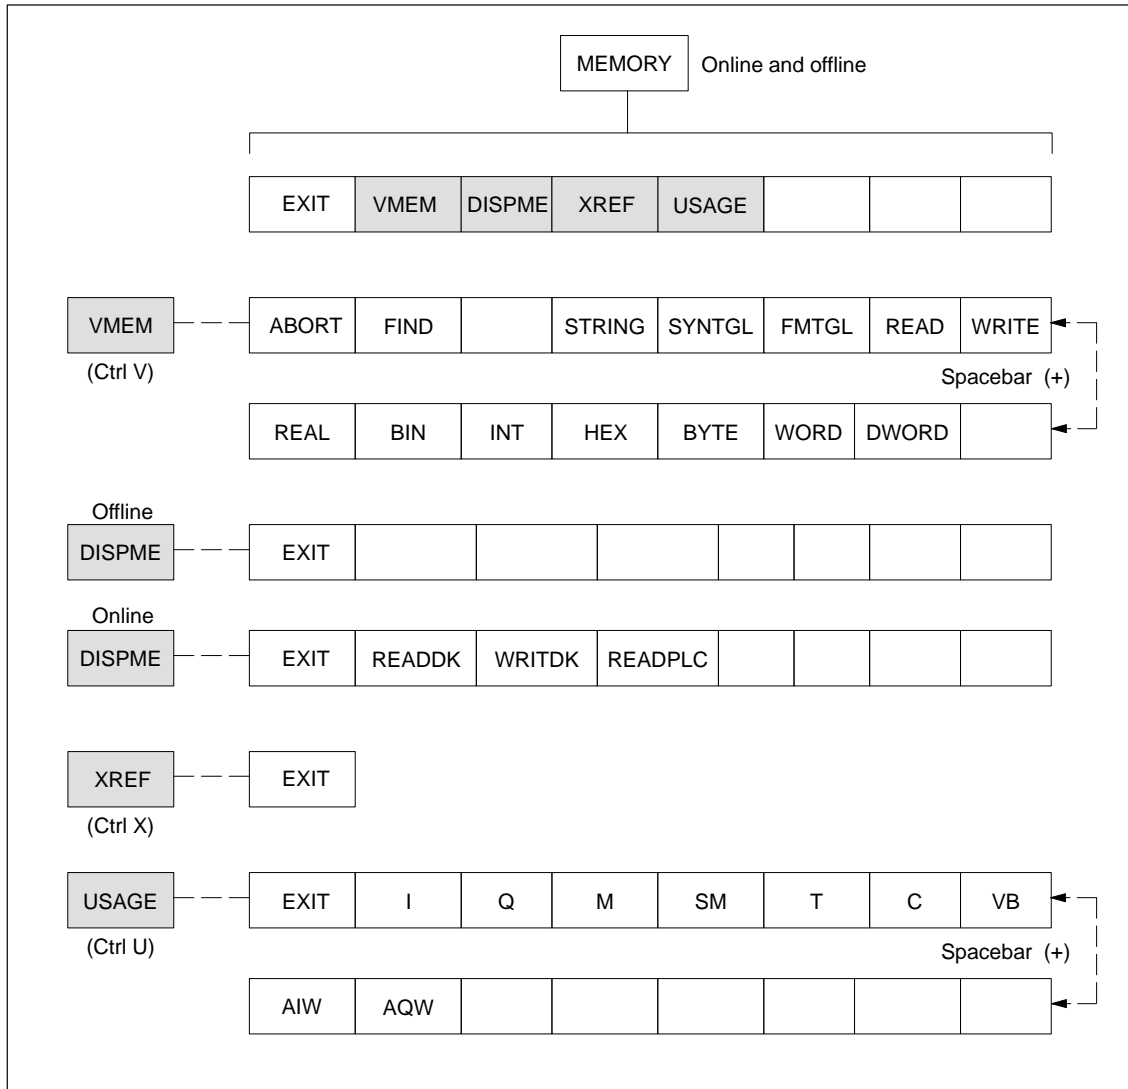 MEMORY Online and offline
EXIT VMEM DISPME XREF USAGE
VMEM ABORT FIND STRING SYNTGL FMTGL READ WRITE
(Ctrl V) Spacebar (+)
REAL BIN INT HEX BYTE WORD DWORD
Offline
DISPME EXIT
Online
DISPME EXIT READDK WRITDK READPLC
XREF EXIT
(Ctrl X)
USAGE EXIT I Q M SM T C VB
(Ctrl U) Spacebar (+)
AIW AQW